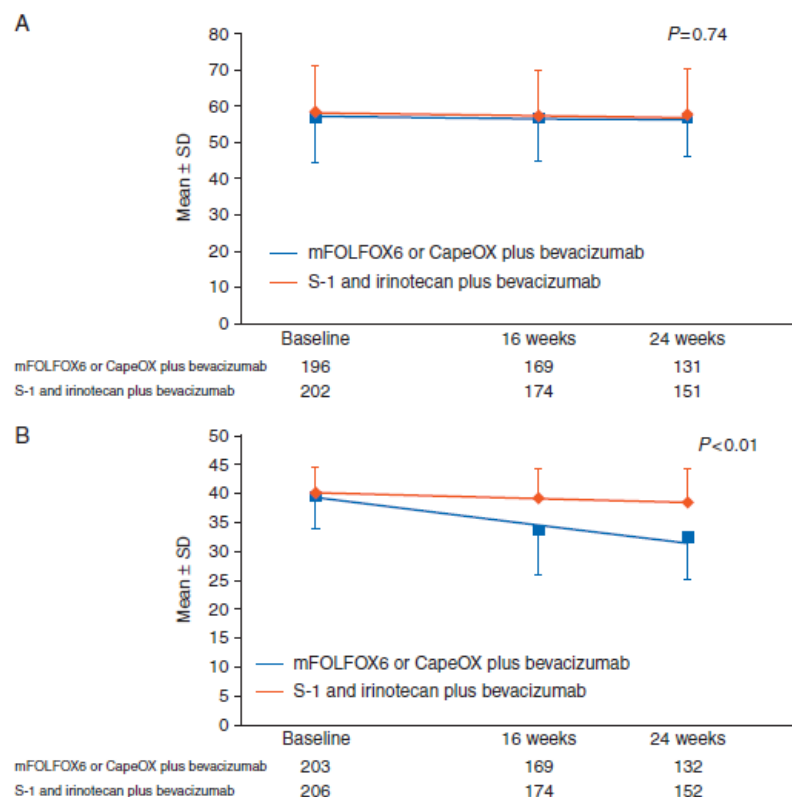 A
80
P=0.74
70
60
50
40
30
20
10
0
Mean ± SD
mFOLFOX6 or CapeOX plus bevacizumab
S-1 and irinotecan plus bevacizumab
Baseline 16 weeks 24 weeks
mFOLFOX6 or CapeOX plus bevacizumab 196 169 131
S-1 and irinotecan plus bevacizumab 202 174 151
B
50
P<0.01
45
40
35
30
25
20
15
10
5
0
Mean ± SD
mFOLFOX6 or CapeOX plus bevacizumab
S-1 and irinotecan plus bevacizumab
Baseline 16 weeks 24 weeks
mFOLFOX6 or CapeOX plus bevacizumab 203 169 132
S-1 and irinotecan plus bevacizumab 206 174 152